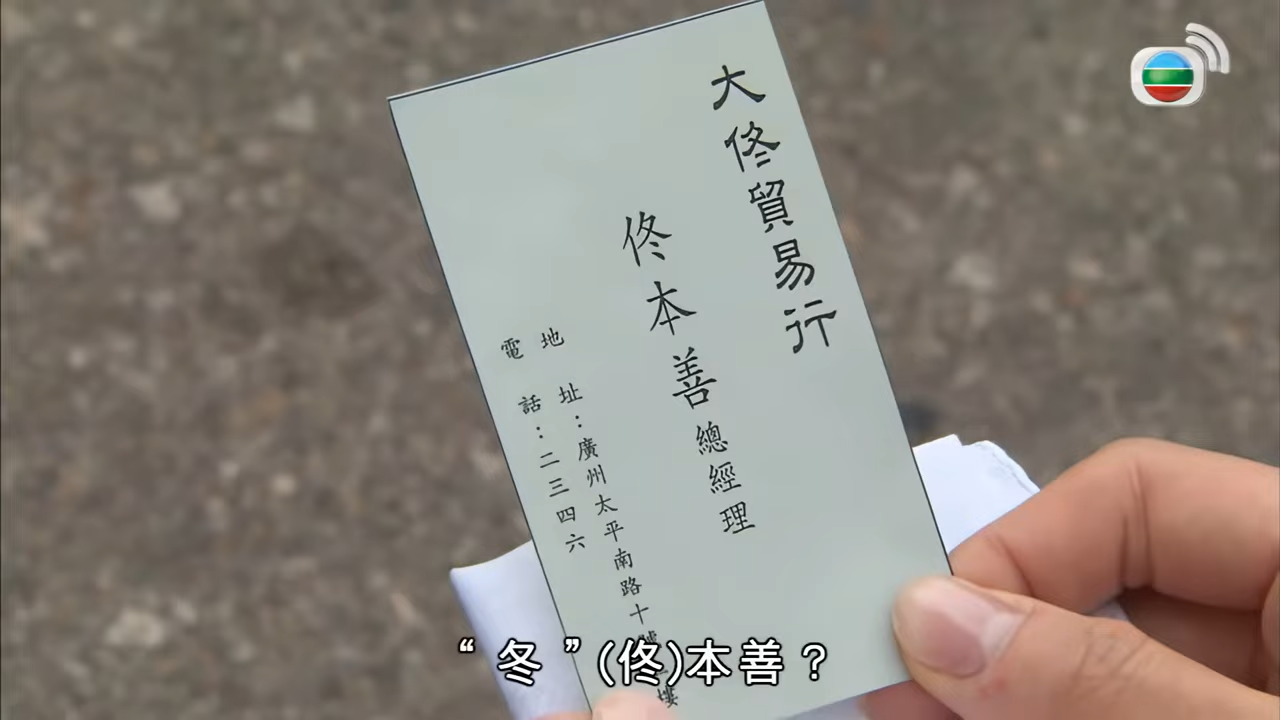 大佟貿易行
佟本善總經理
地址：廣州太平南路十號
電話：二三四六
“冬”(佟)本善？